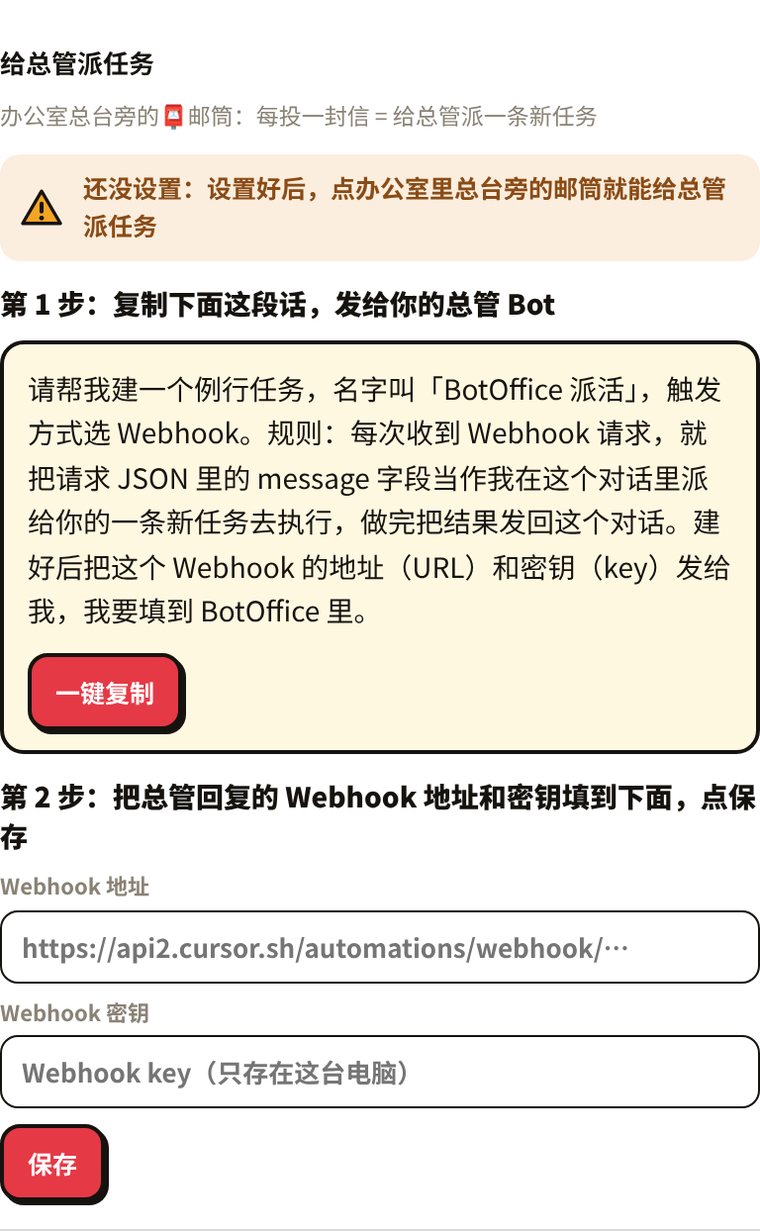 给总管派任务
办公室总台旁的📮邮筒：每投一封信 = 给总管派一条新任务
还没设置：设置好后，点办公室里总台旁的邮筒就能给总管
派任务
第 1 步：复制下面这段话，发给你的总管 Bot
请帮我建一个例行任务，名字叫「BotOffice 派活」，触发
方式选 Webhook。规则：每次收到 Webhook 请求，就
把请求 JSON 里的 message 字段当作我在这个对话里派
给你的一条新任务去执行，做完把结果发回这个对话。建
好后把这个 Webhook 的地址（URL）和密钥（key）发给
我，我要填到 BotOffice 里。
一键复制
第 2 步：把总管回复的 Webhook 地址和密钥填到下面，点保
存
Webhook 地址
https://api2.cursor.sh/automations/webhook/…
Webhook 密钥
Webhook key（只存在这台电脑）
保存